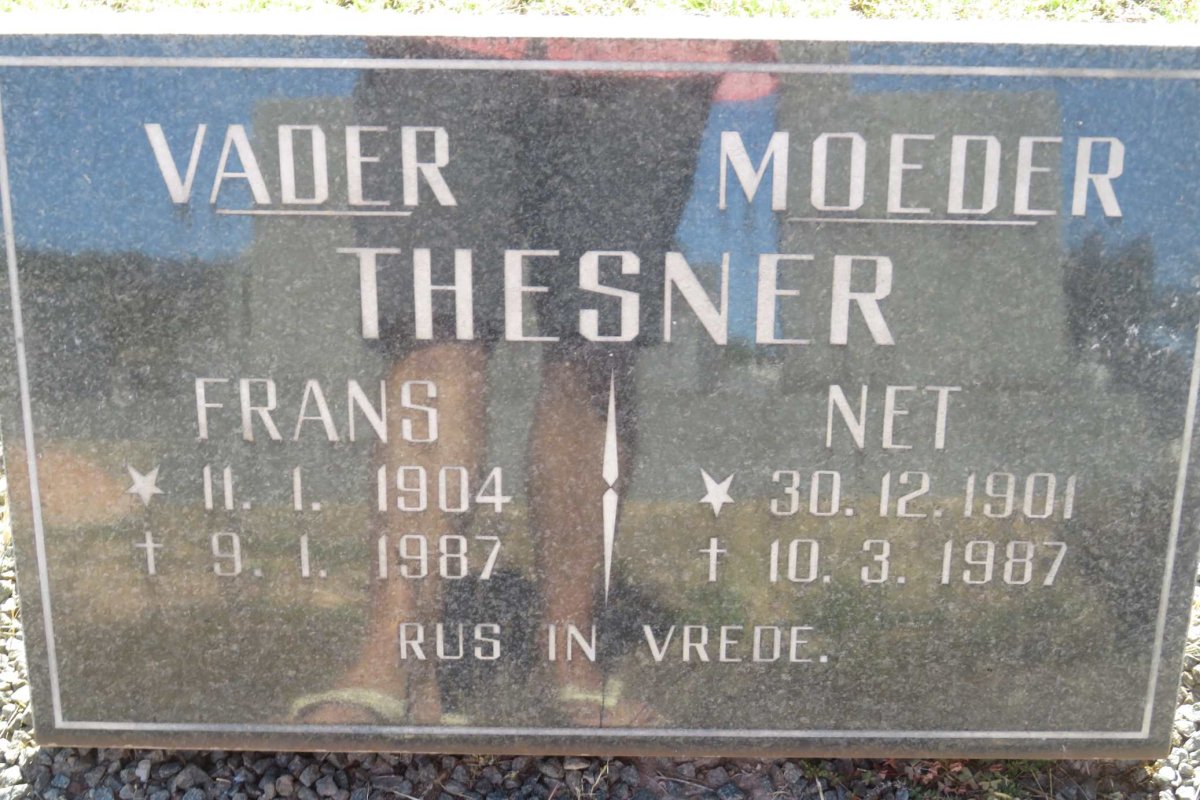 VADER MOEDER
THESNER
FRANS NET
★ 11. 1. 1904 ★ 30. 12. 1901
† 9. 1. 1987 † 10. 3. 1987
RUS IN VREDE.